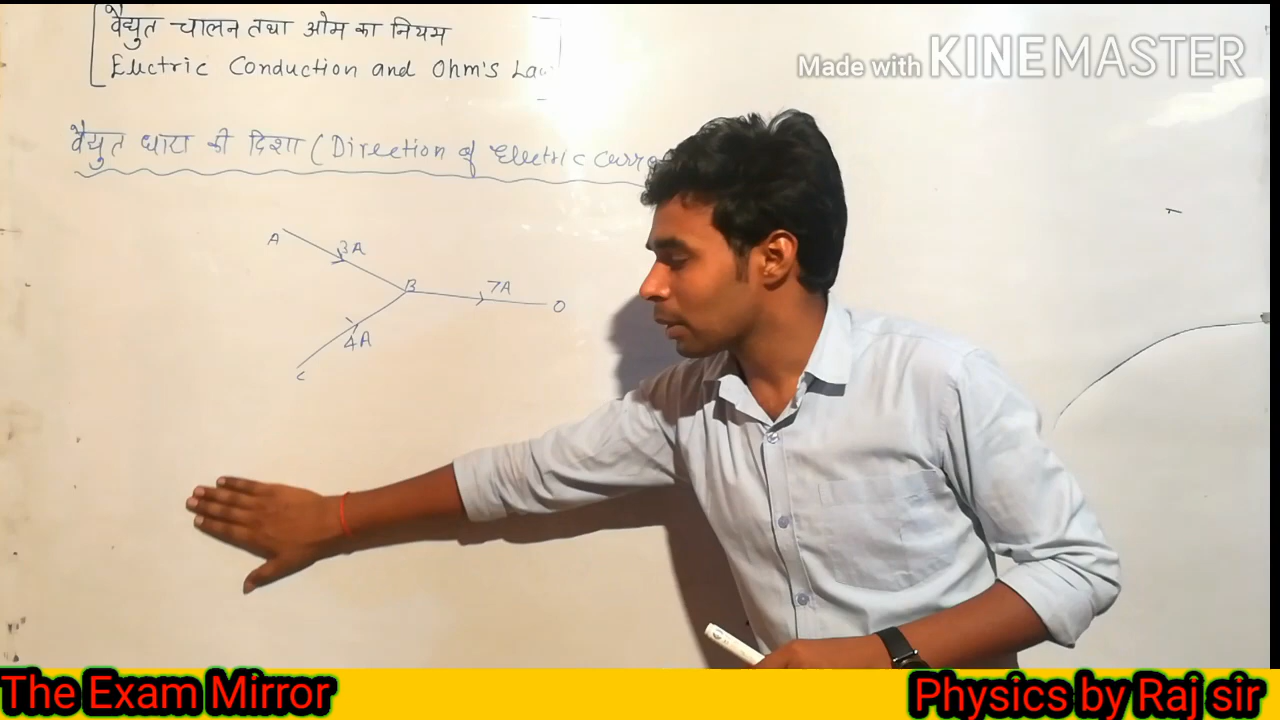 वैद्युत चालन तथा ओम का नियम
Electric Conduction and Ohm's Law
Made with KINEMASTER
वैद्युत धारा की दिशा (Direction of Electric
A
3A
B
7A
D
4A
C
The Exam Mirror
Physics by Raj sir